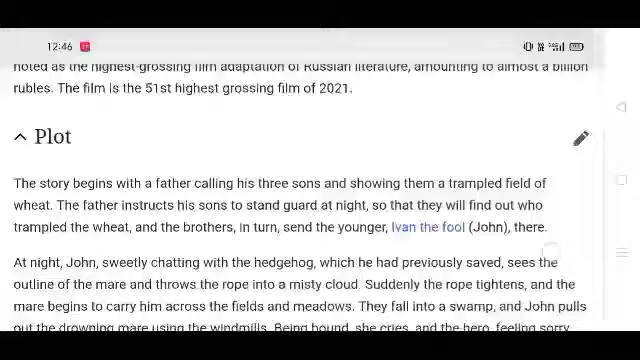 12:46
noted as the highest-grossing film adaptation of Russian literature, amounting to almost a billion
rubles. The film is the 51st highest grossing film of 2021.
Plot
The story begins with a father calling his three sons and showing them a trampled field of
wheat. The father instructs his sons to stand guard at night, so that they will find out who
trampled the wheat, and the brothers, in turn, send the younger, Ivan the fool (John), there.
At night, John, sweetly chatting with the hedgehog, which he had previously saved, sees the
outline of the mare and throws the rope into a misty cloud. Suddenly the rope tightens, and the
mare begins to carry him across the fields and meadows. They fall into a swamp, and John pulls
out the drowning mare using the windmills. Being bound, she cries, and the hero, feeling sorry